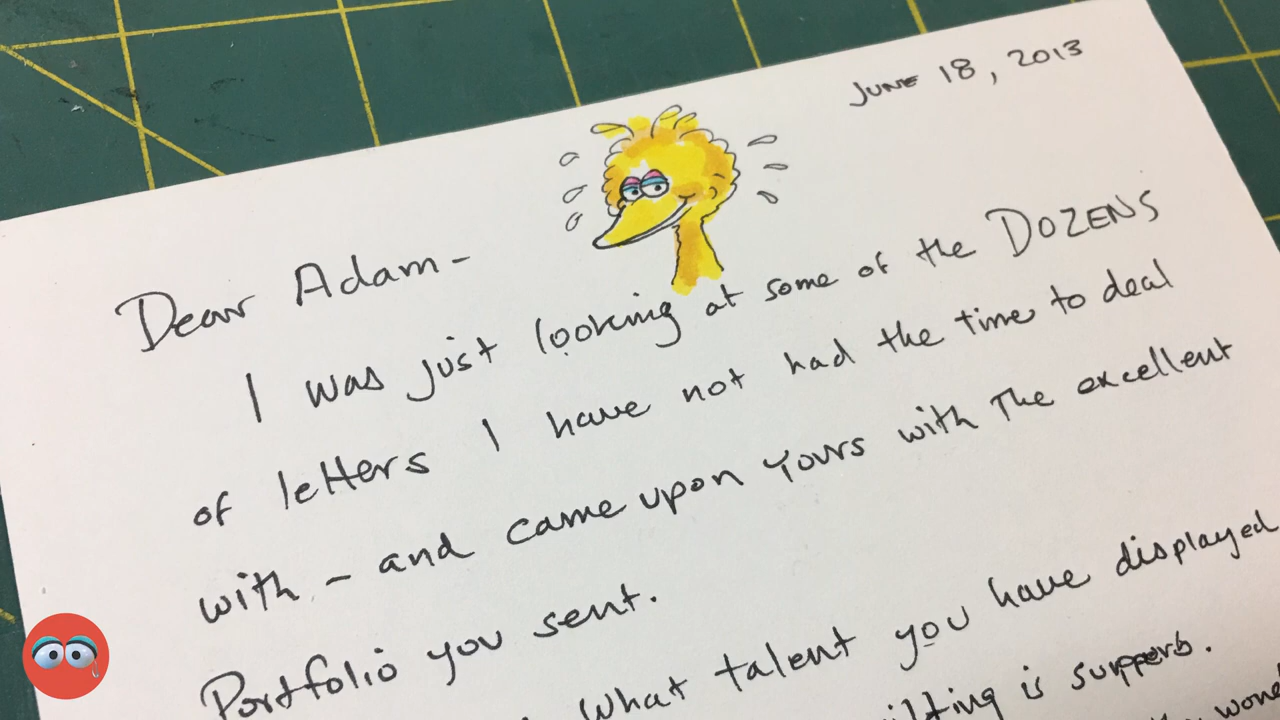 JUNE 18, 2013
Dear Adam-
I was just looking at some of the DOZENS
of letters I have not had the time to deal
with - and came upon yours with The excellent
Portfolio you sent.
What talent you have displayed
is supperb.